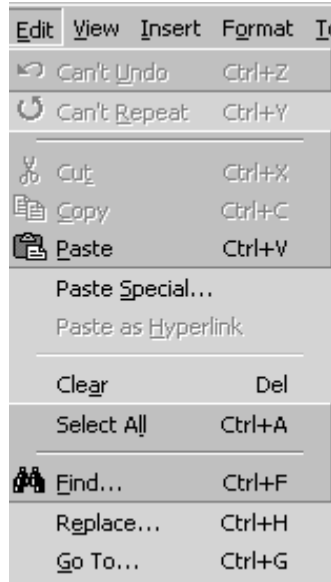 Edit View Insert Format
Can't Undo Ctrl+Z
Can't Repeat Ctrl+Y
Cut Ctrl+X
Copy Ctrl+C
Paste Ctrl+V
Paste Special...
Paste as Hyperlink
Clear Del
Select All Ctrl+A
Find... Ctrl+F
Replace... Ctrl+H
Go To... Ctrl+G